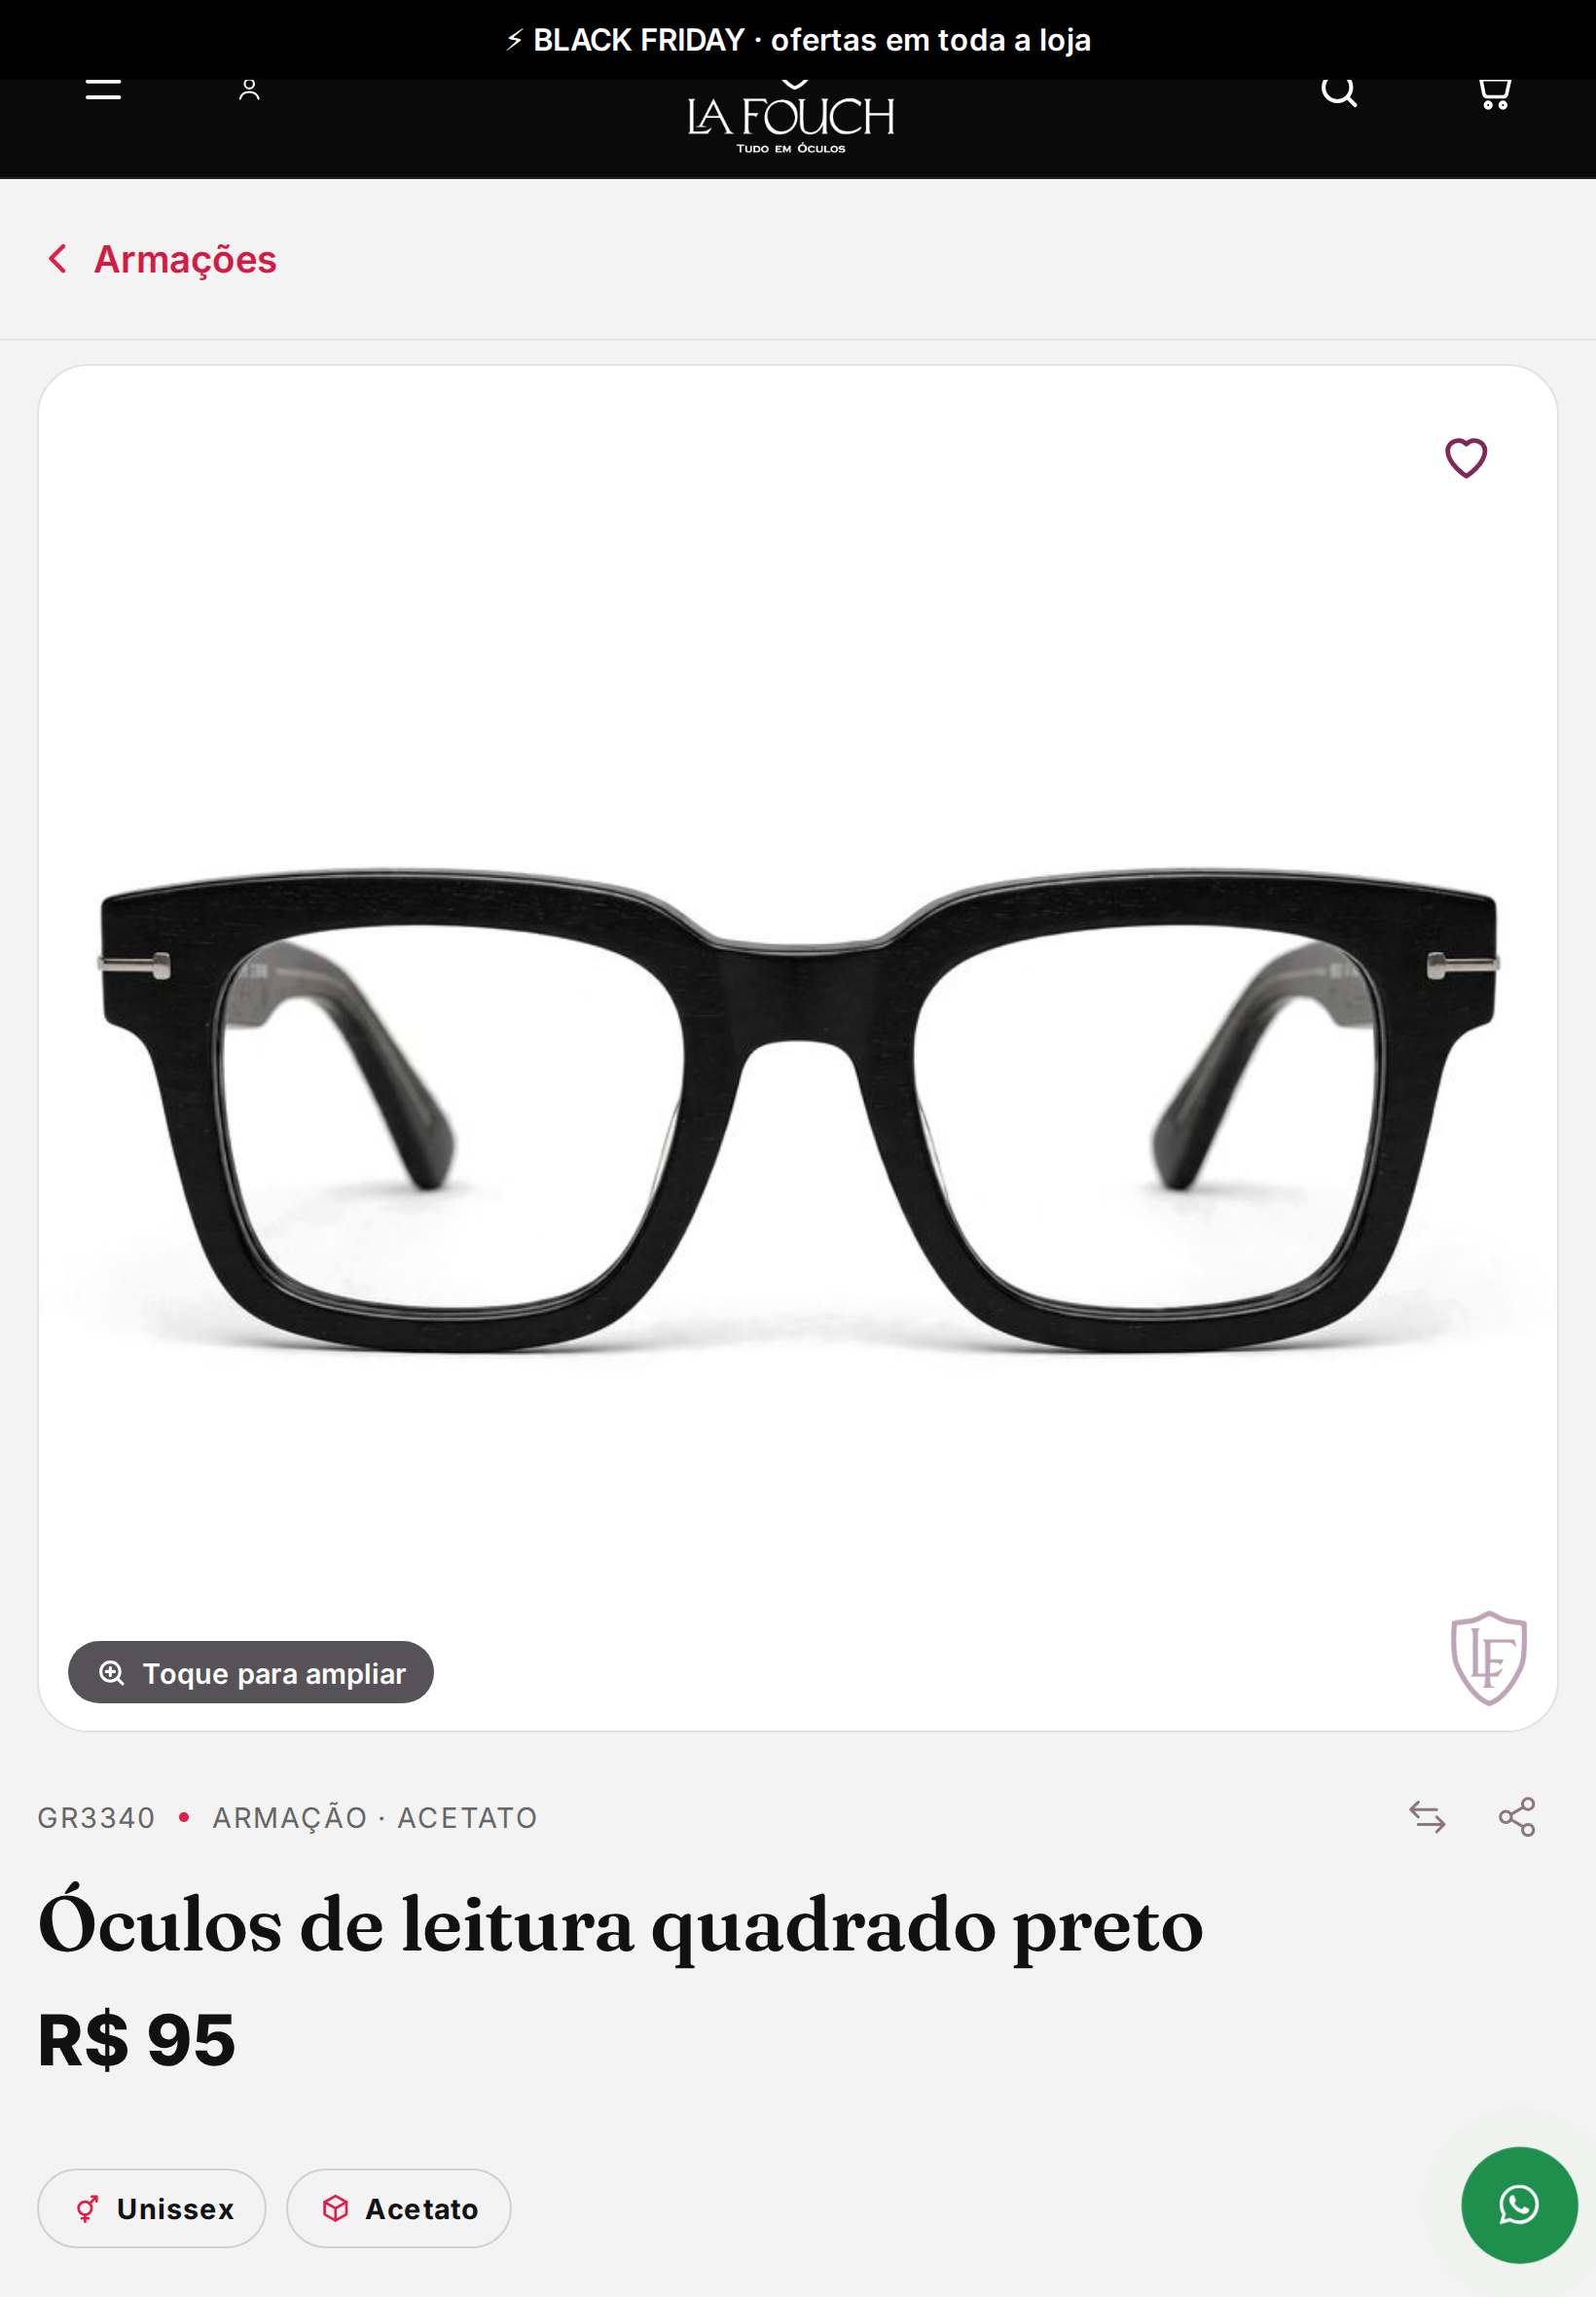 ⚡ BLACK FRIDAY · ofertas em toda a loja
LA FOUCH
TUDO EM ÓCULOS
Armações
LF
Toque para ampliar
GR3340 • ARMAÇÃO · ACETATO
Óculos de leitura quadrado preto
R$ 95
Unissex
Acetato